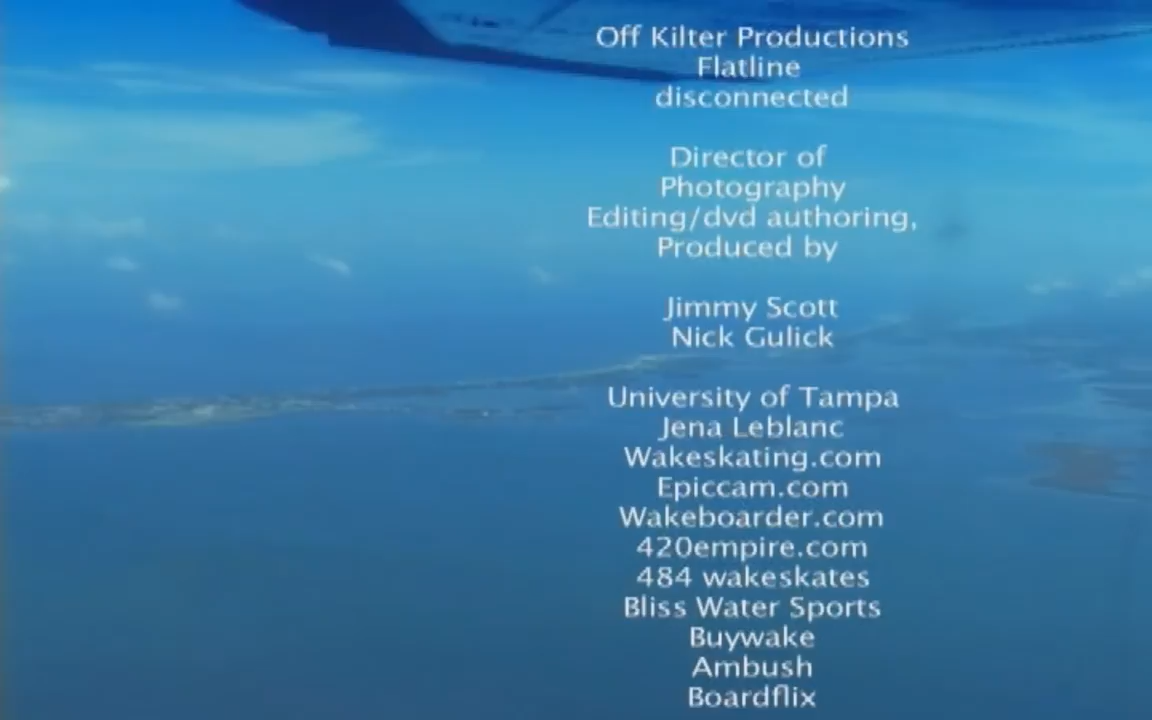 Off Kilter Productions
Flatline
disconnected
Director of
Photography
Editing/dvd authoring,
Produced by
Jimmy Scott
Nick Gulick
University of Tampa
Jena Leblanc
Wakeskating.com
Epiccam.com
Wakeboarder.com
420empire.com
484 wakeskates
Bliss Water Sports
Buywake
Ambush
Boardflix